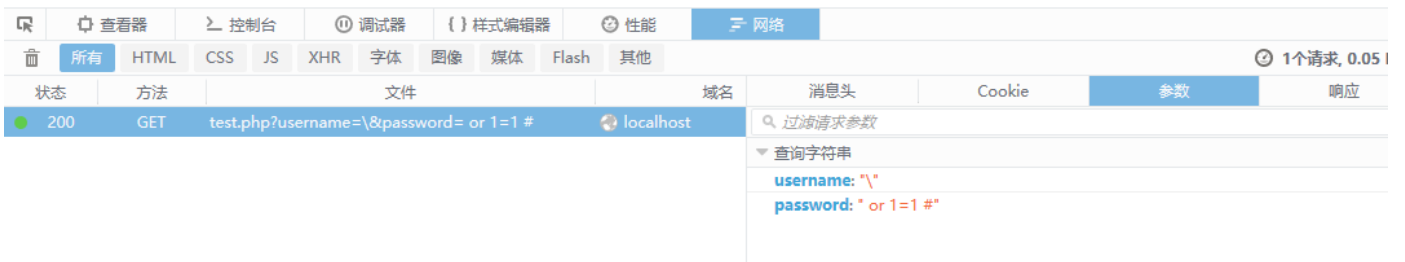 查看器 控制台 调试器 { } 样式编辑器 性能 网络
所有 HTML CSS JS XHR 字体 图像 媒体 Flash 其他 1个请求, 0.05
状态 方法 文件 域名 消息头 Cookie 参数 响应
200 GET test.php?username=\&password= or 1=1 # localhost 过滤请求参数
查询字符串
username: "\"
password: " or 1=1 #"